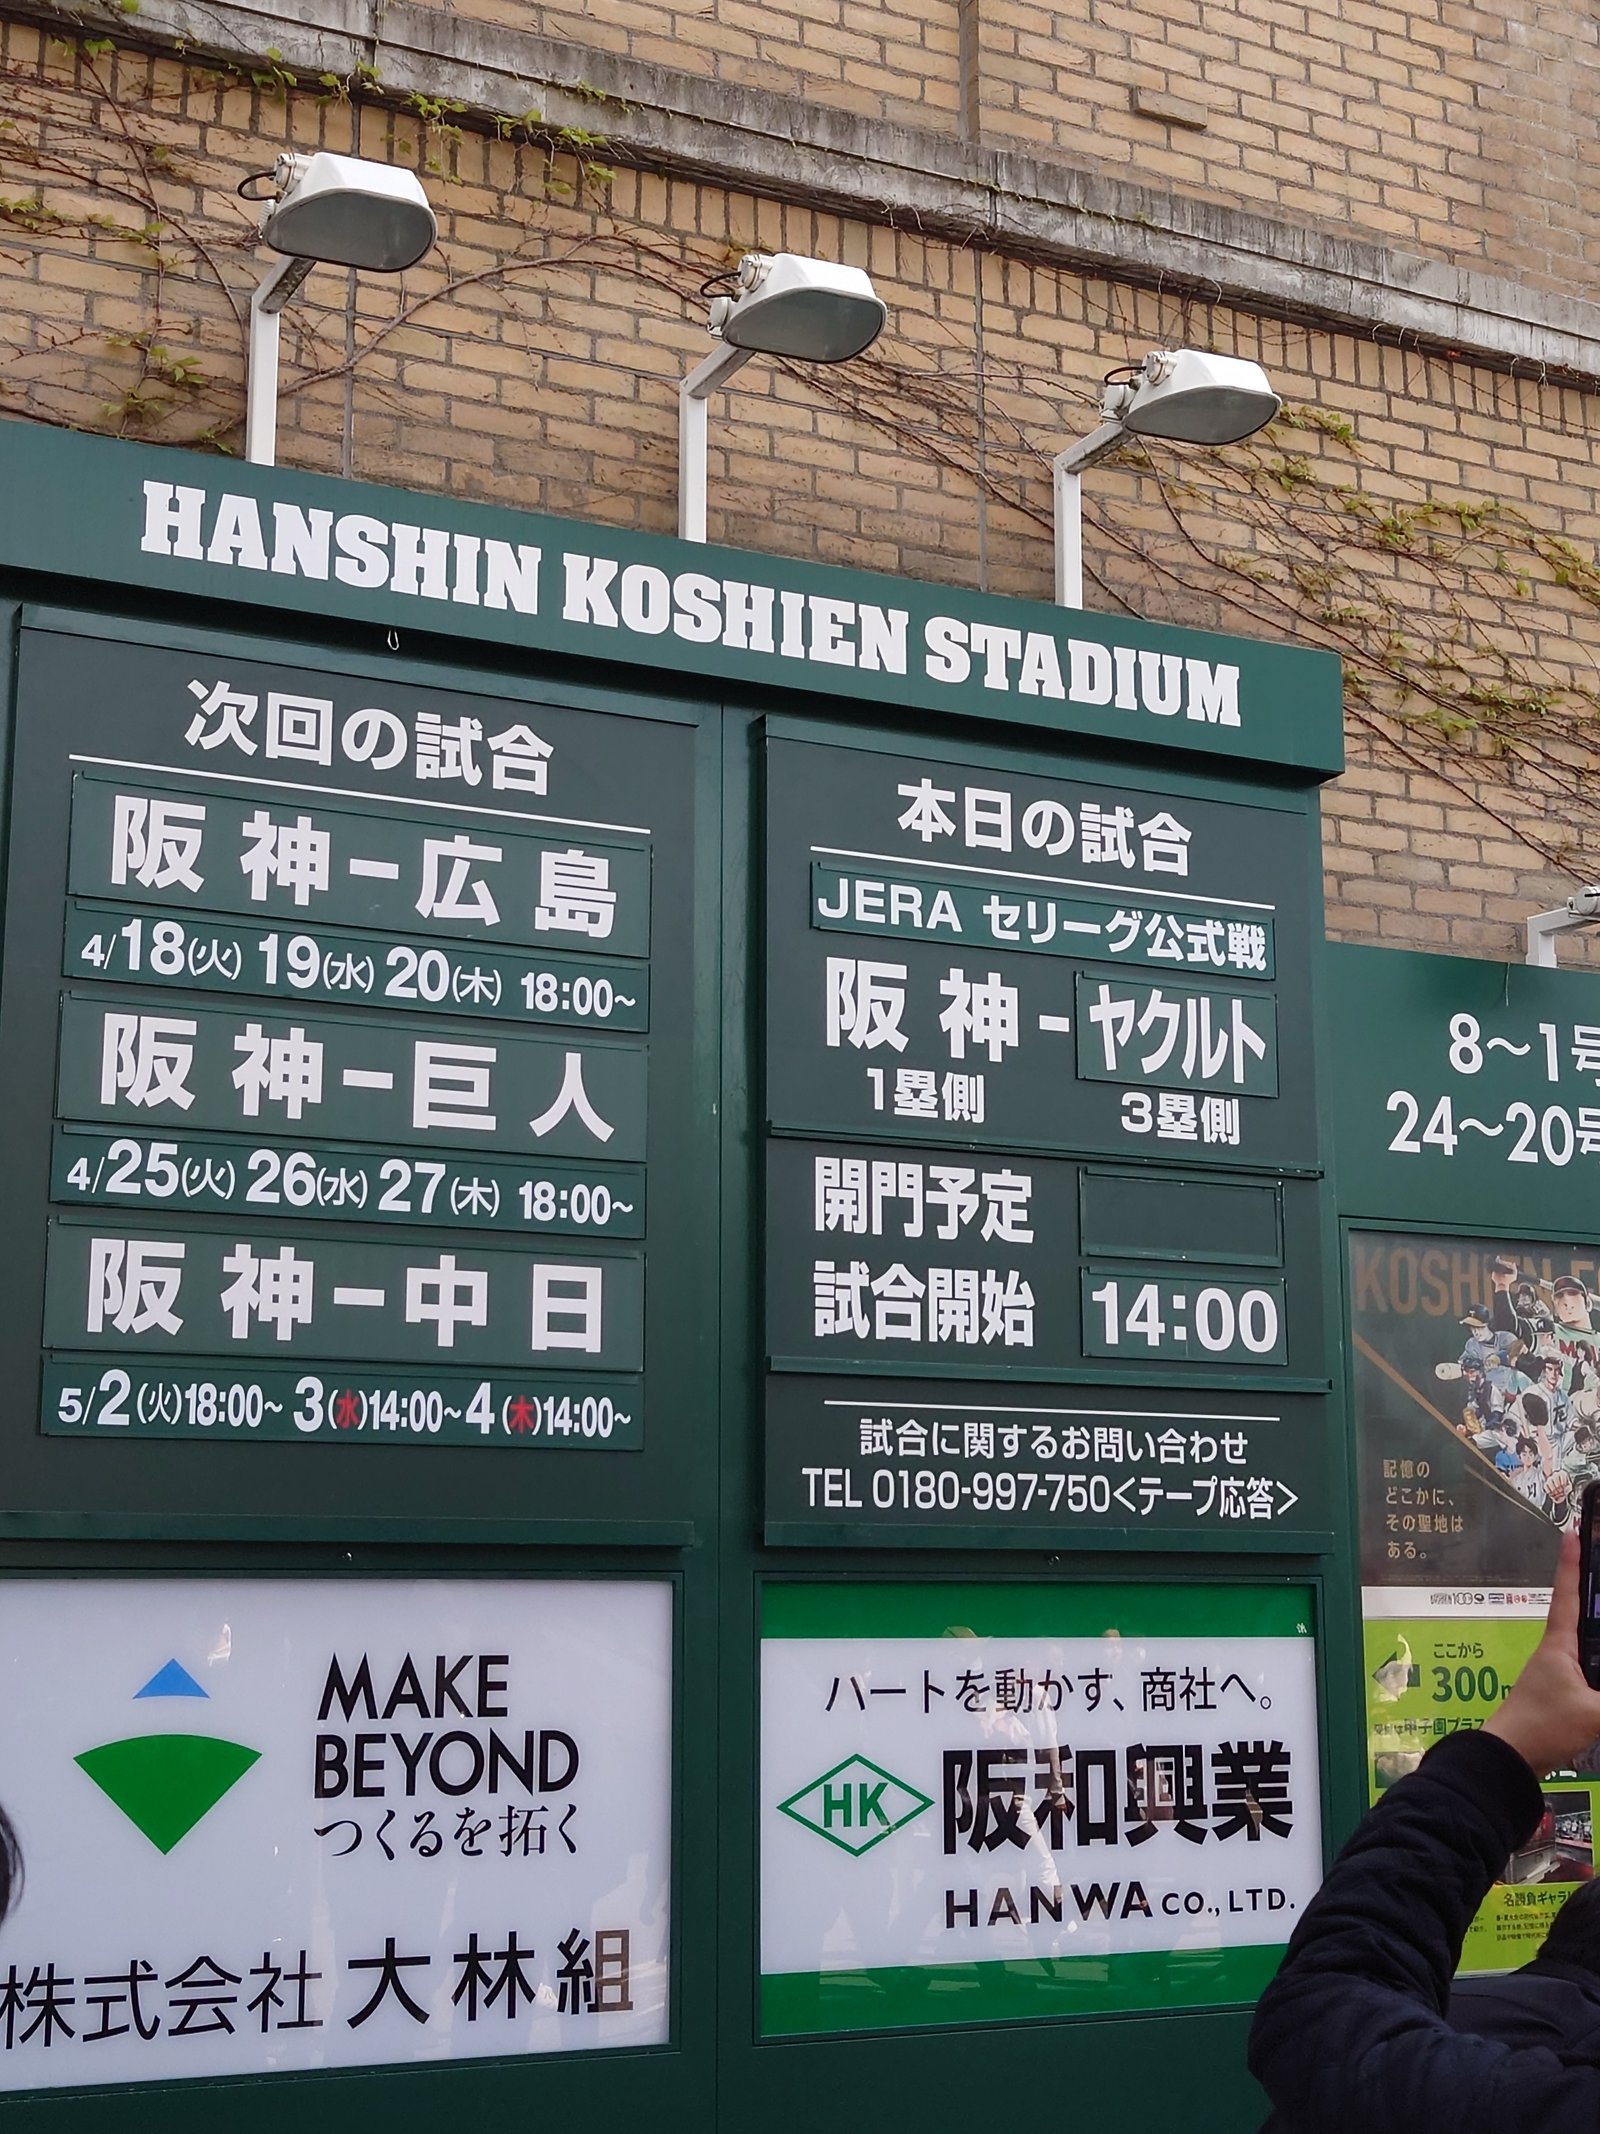 HANSHIN KOSHIEN STADIUM
次回の試合
阪神-広島
4/18(火) 19(水) 20(木) 18:00~
阪神-巨人
4/25(火) 26(水) 27(木) 18:00~
阪神-中日
5/2(火)18:00~ 3(水)14:00~4(木)14:00~
本日の試合
JERA セリーグ公式戦
阪神-ヤクルト
1塁側 3塁側
開門予定
試合開始 14:00
試合に関するお問い合わせ
TEL 0180-997-750<テープ応答>
MAKE
BEYOND
つくるを拓く
株式会社 大林組
ハートを動かす、商社へ。
HK 阪和興業
HANWA CO., LTD.
8~1号
24~20号
KOSHIEN
記憶の
どこかに、
その聖地は
ある。
ここから
300m